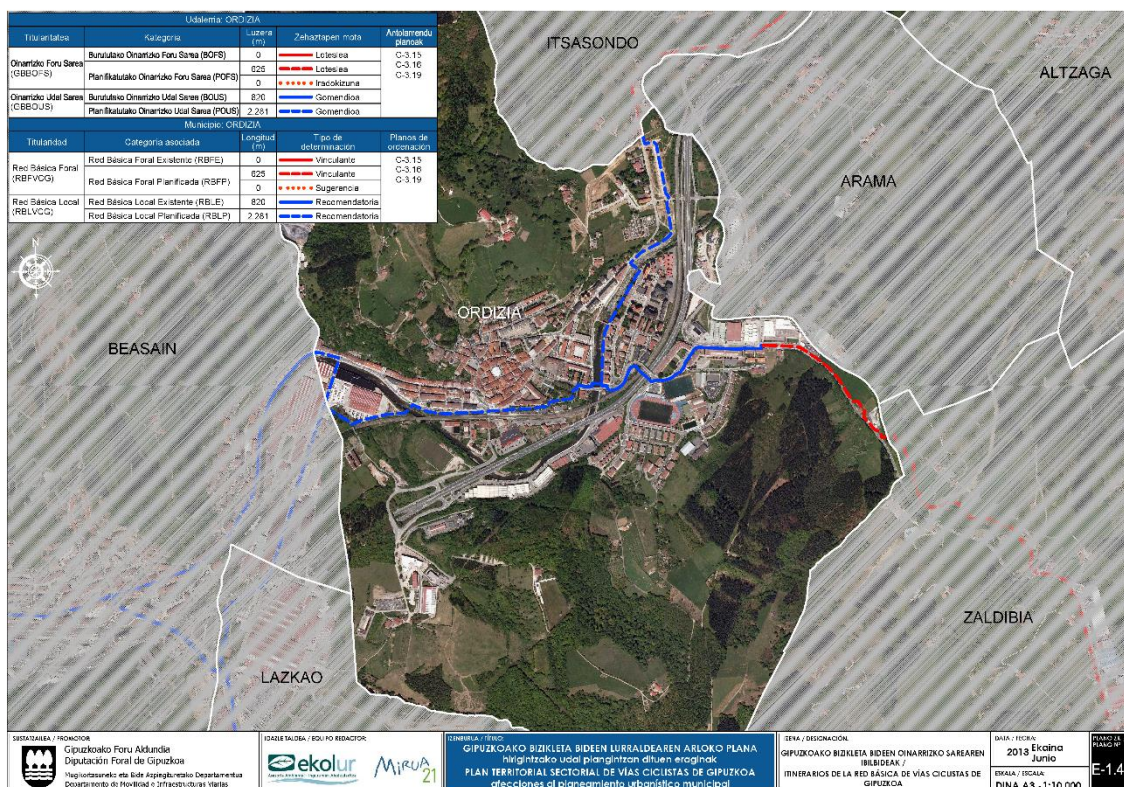 Udalerria: ORDIZIA
Titularitatea Kategoria Luzera (m) Zehaztapen mota Antolamendu planoak
Oinarrizko Foru Sarea (GBBOFS) Burututako Oinarrizko Foru Sarea (BOFS) 0 Loteslea C-3.15
Planifikatutako Oinarrizko Foru Sarea (POFS) 625 Loteslea C-3.16
0 Iradokizuna C-3.19
Oinarrizko Udal Sarea (GBBOUS) Burututako Oinarrizko Udal Sarea (BOUS) 820 Gomendioa
Planifikatutako Oinarrizko Udal Sarea (POUS) 2.281 Gomendioa
Municipio: ORDIZIA
Titularidad Categoría asociada Longitud (m) Tipo de determinación Planos de ordenación
Red Básica Foral (RBFVCG) Red Básica Foral Existente (RBFE) 0 Vinculante C-3.15
Red Básica Foral Planificada (RBFP) 625 Vinculante C-3.16
0 Sugerencia C-3.19
Red Básica Local (RBLVCG) Red Básica Local Existente (RBLE) 820 Recomendatoria
Red Básica Local Planificada (RBLP) 2.281 Recomendatoria
ITSASONDO
ALTZAGA
ARAMA
N
ORDIZIA
BEASAIN
ZALDIBIA
LAZKAO
SUSTATZAILEA / PROMOTOR
Gipuzkoako Foru Aldundia
Diputación Foral de Gipuzkoa
Mugikortasuneko eta Bide Azpiegituretako Departamentua
Departamento de Movilidad e Infraestructuras Viarias
IDAZLE TALDEA / EQUIPO REDACTOR:
ekolur
MIRUA 21
IZENBURUA / TÍTULO:
GIPUZKOAKO BIZIKLETA BIDEEN LURRALDEAREN ARLOKO PLANA
hirigintzako udal plangintzan dituen eraginak
PLAN TERRITORIAL SECTORIAL DE VÍAS CICLISTAS DE GIPUZKOA
afecciones al planeamiento urbanístico municipal
IZENA / DESIGNACIÓN.
GIPUZKOAKO BIZIKLETA BIDEEN OINARRIZKO SAREAREN
IBILBIDEAK /
ITINERARIOS DE LA RED BÁSICA DE VÍAS CICLISTAS DE
GIPUZKOA
DATA / FECHA:
2013 Ekaina
Junio
ESKALA / ESCALA:
DINA A3 - 1:10.000
PLANO ZK
PLANO Nº
E-1.4